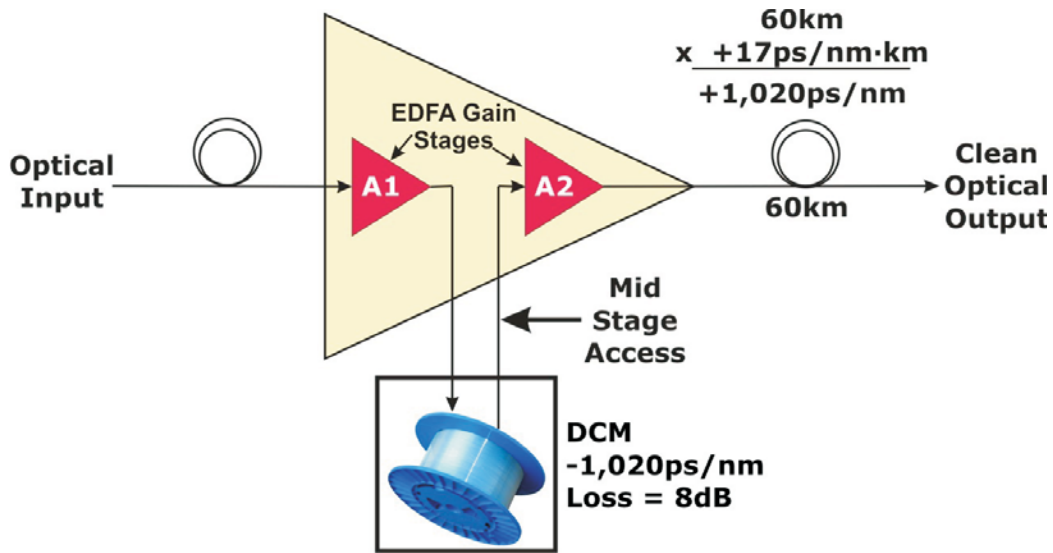 60km
x +17ps/nm·km
+1,020ps/nm
EDFA Gain
Stages
Optical
Input
A1
A2
60km
Clean
Optical
Output
Mid
Stage
Access
DCM
-1,020ps/nm
Loss = 8dB